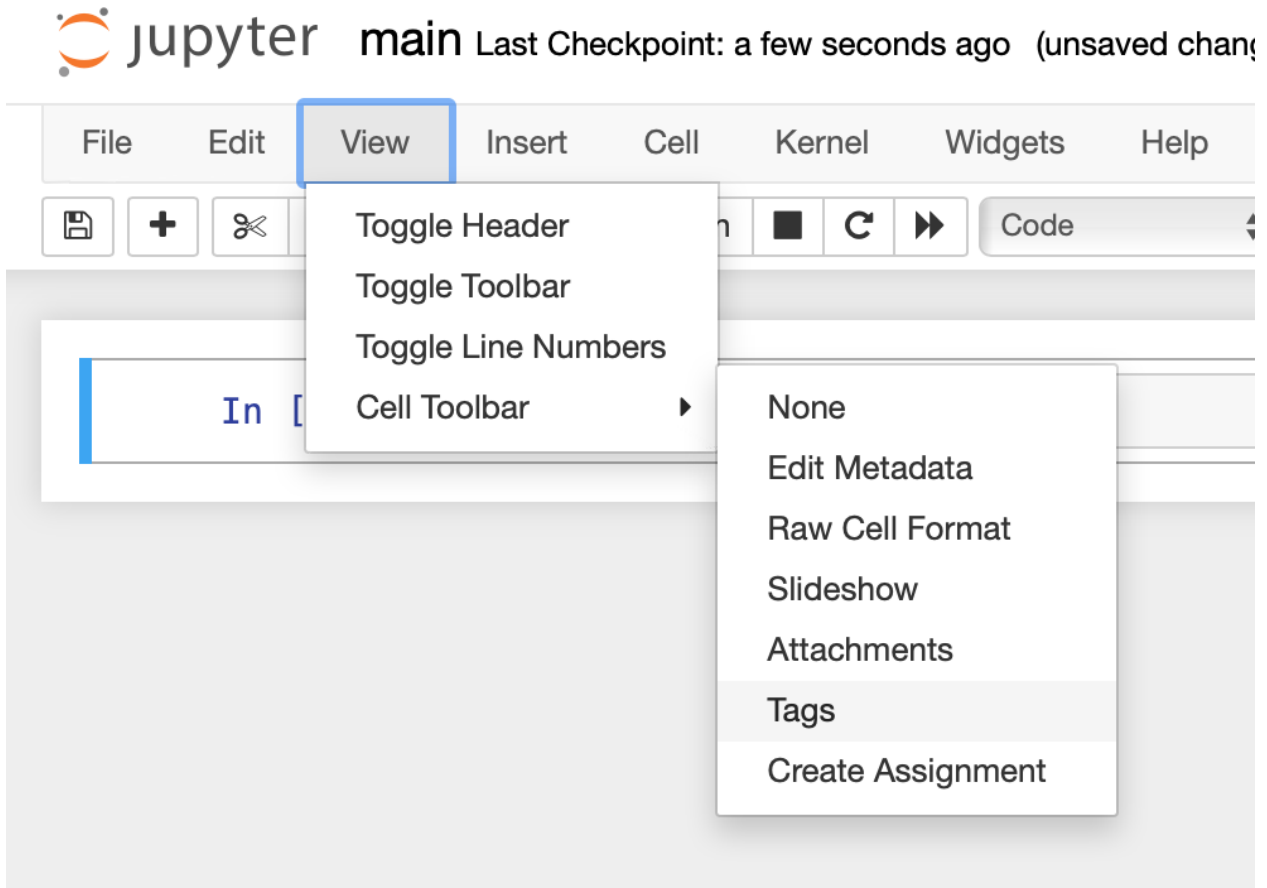 jupyter main Last Checkpoint: a few seconds ago (unsaved
File Edit View Insert Cell Kernel Widgets Help
Code
Toggle Header
Toggle Toolbar
Toggle Line Numbers
Cell Toolbar
In [
None
Edit Metadata
Raw Cell Format
Slideshow
Attachments
Tags
Create Assignment